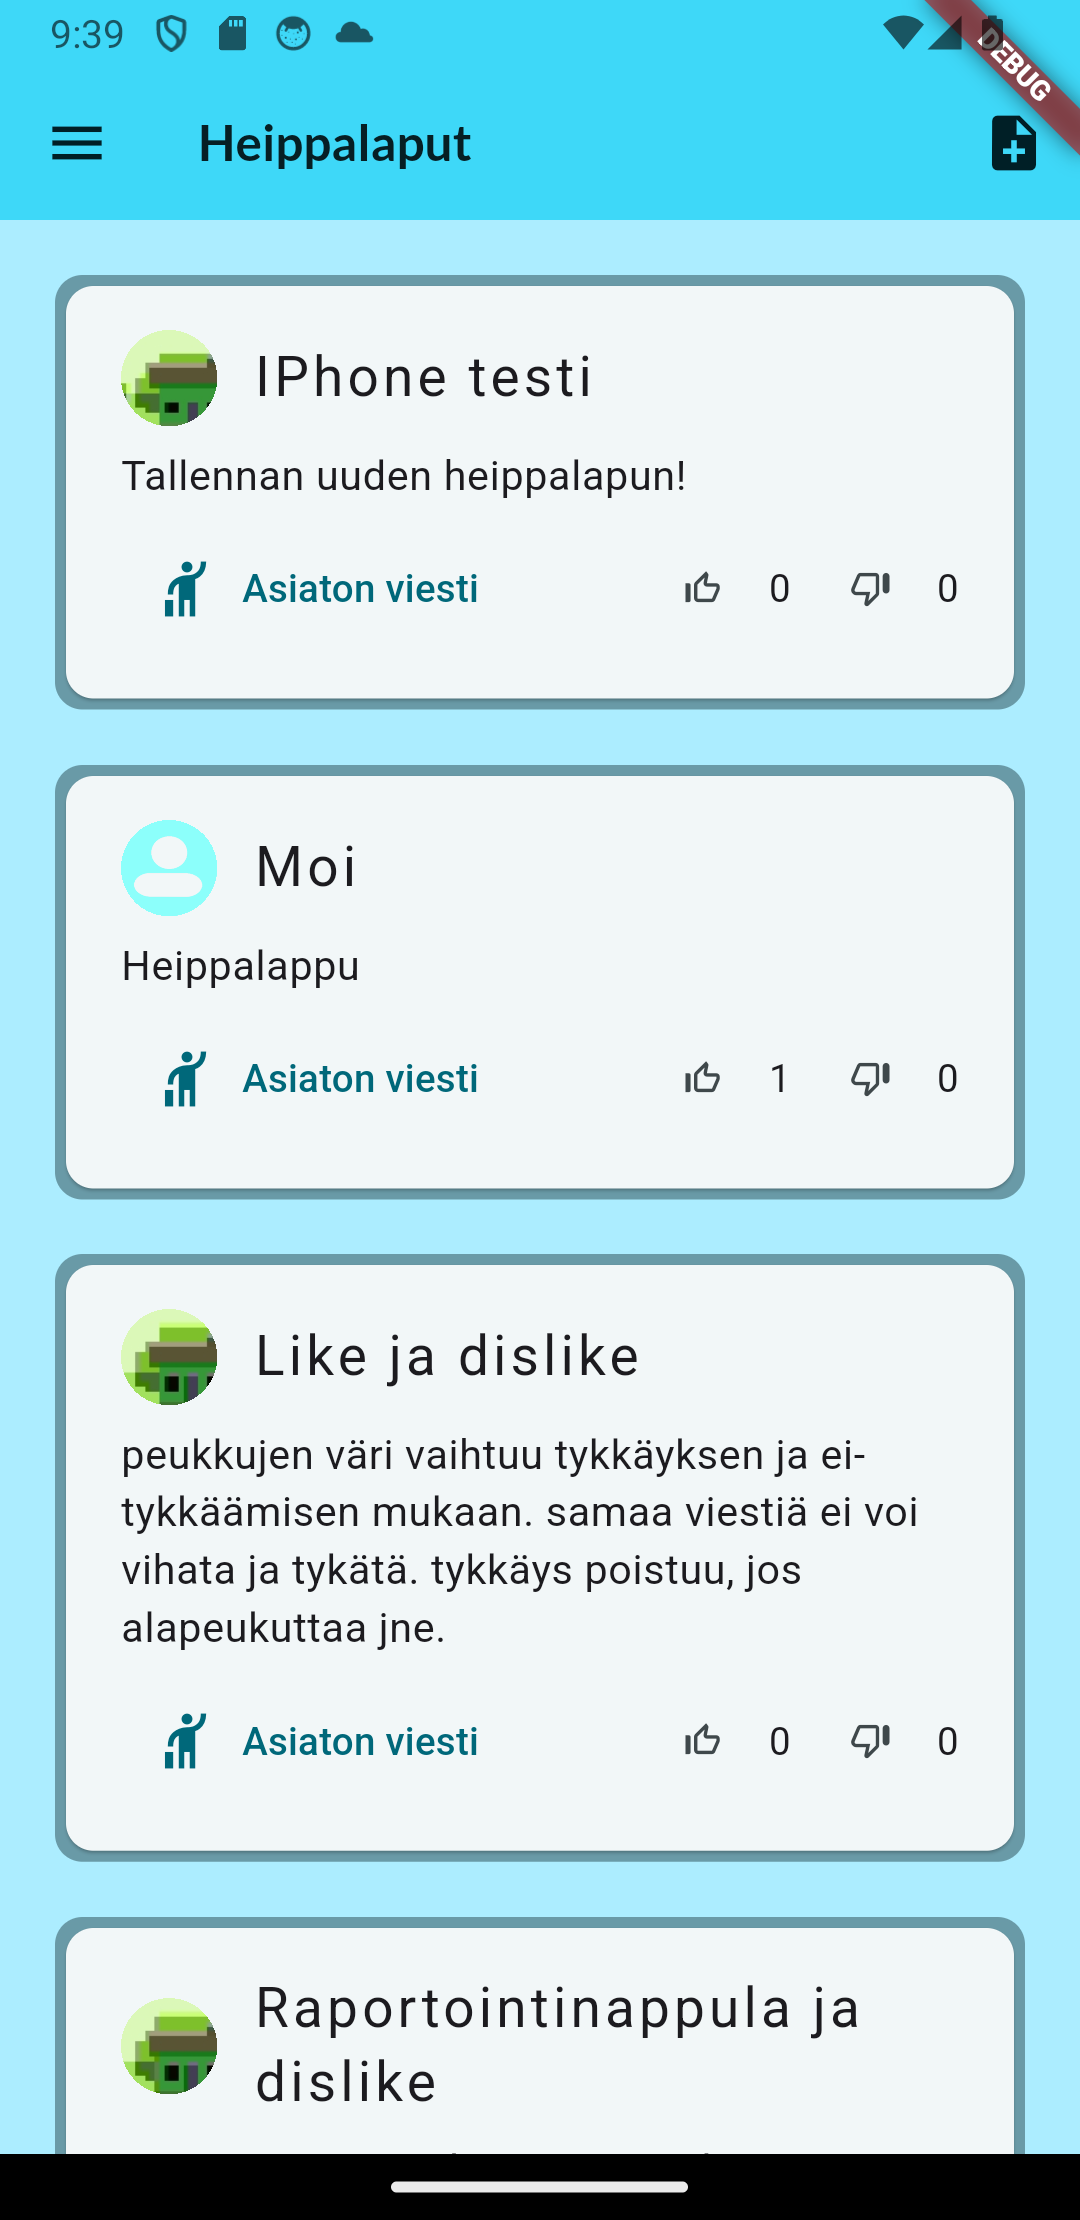 9:39
DEBUG
Heippalaput
IPhone testi
Tallennan uuden heippalapun!
Asiaton viesti 0 0
Moi
Heippalappu
Asiaton viesti 1 0
Like ja dislike
peukkujen väri vaihtuu tykkäyksen ja ei-
tykkäämisen mukaan. samaa viestiä ei voi
vihata ja tykätä. tykkäys poistuu, jos
alapeukuttaa jne.
Asiaton viesti 0 0
Raportointinappula ja
dislike